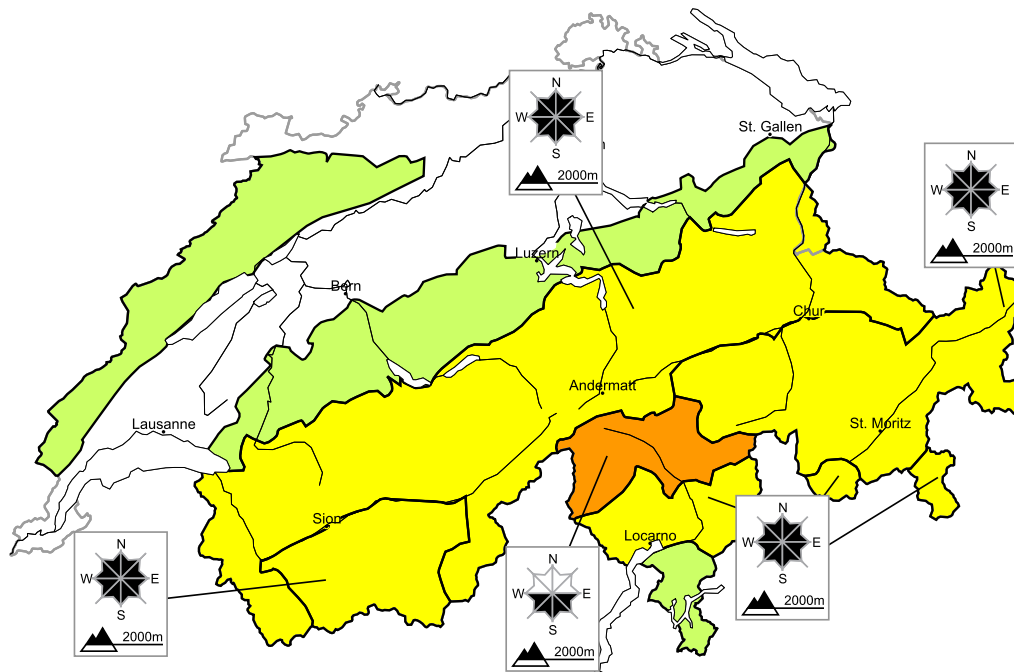 N
W E
S
2000m
St. Gallen
n
N
W E
S
2000m
Luzern
Bern
Chur
Andermatt
Lausanne
St. Moritz
Sion
Locarno
N
W E
S
2000m
N
W E
S
2000m
N
W E
S
2000m